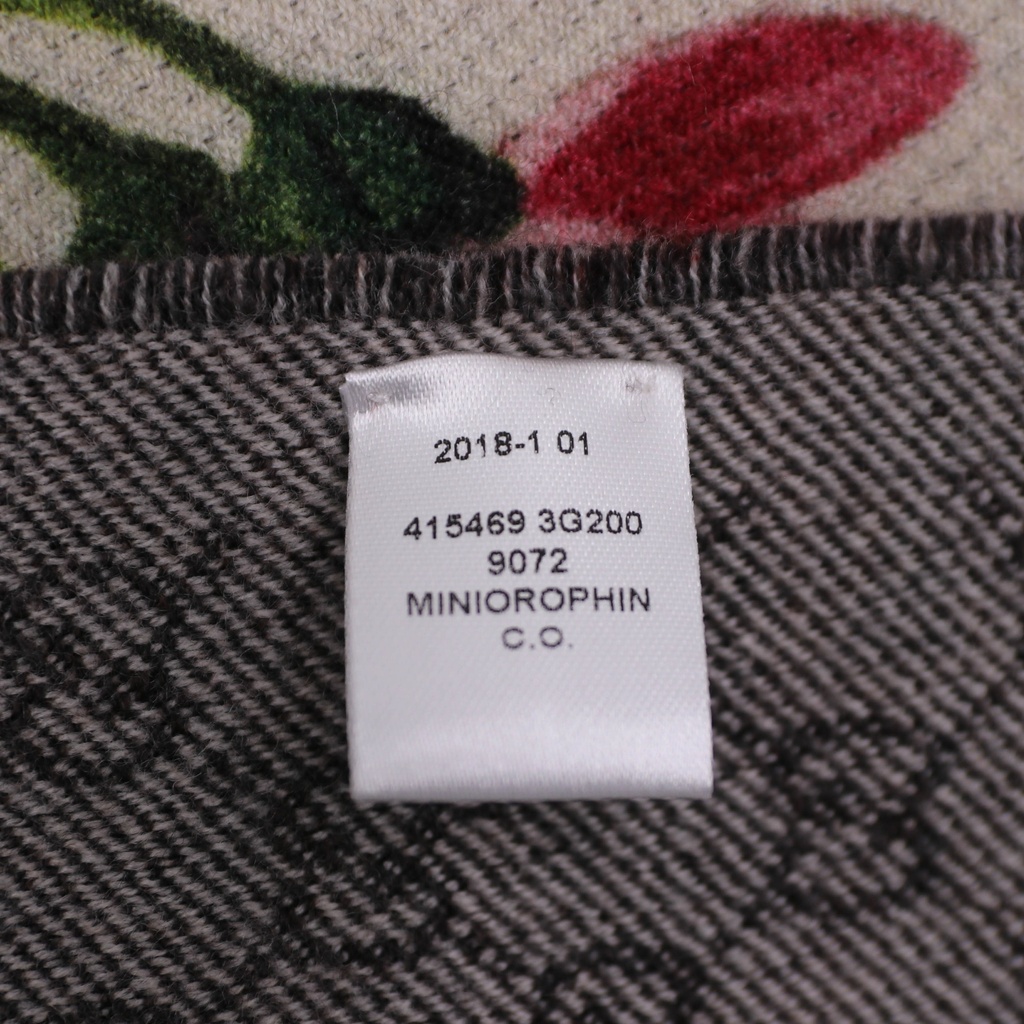 2018-1 01
415469 3G200
9072
MINIOROPHIN
C.O.